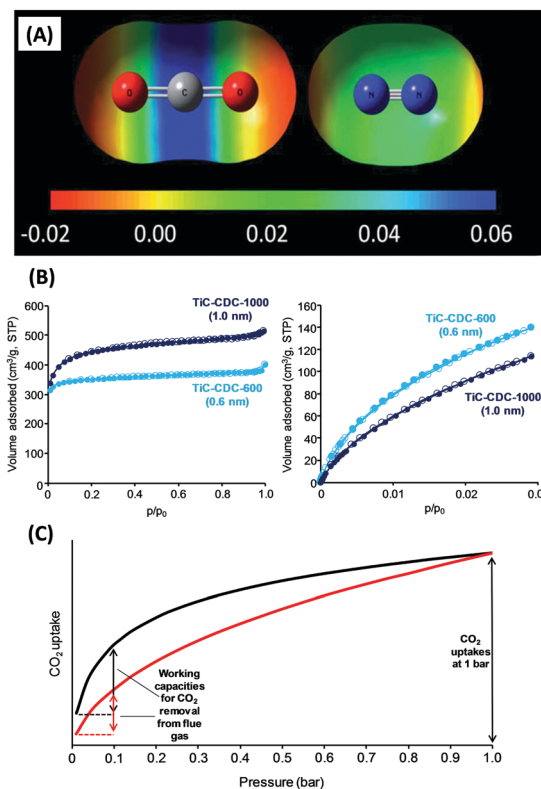 (A)
O C O N N
-0.02 0.00 0.02 0.04 0.06
(B)
600
500
400
300
200
100
0
Volume adsorbed (cm³/g, STP)
TiC-CDC-1000
(1.0 nm)
TiC-CDC-600
(0.6 nm)
0 0.2 0.4 0.6 0.8 1.0
p/p₀
160
140
120
100
80
60
40
20
0
Volume adsorbed (cm³/g, STP)
TiC-CDC-600
(0.6 nm)
TiC-CDC-1000
(1.0 nm)
0 0.01 0.02 0.0
p/p₀
(C)
CO₂ uptake
Working
capacities
for CO₂
removal
from flue
gas
CO₂
uptakes
at 1 bar
0 0.1 0.2 0.3 0.4 0.5 0.6 0.7 0.8 0.9 1.0
Pressure (bar)